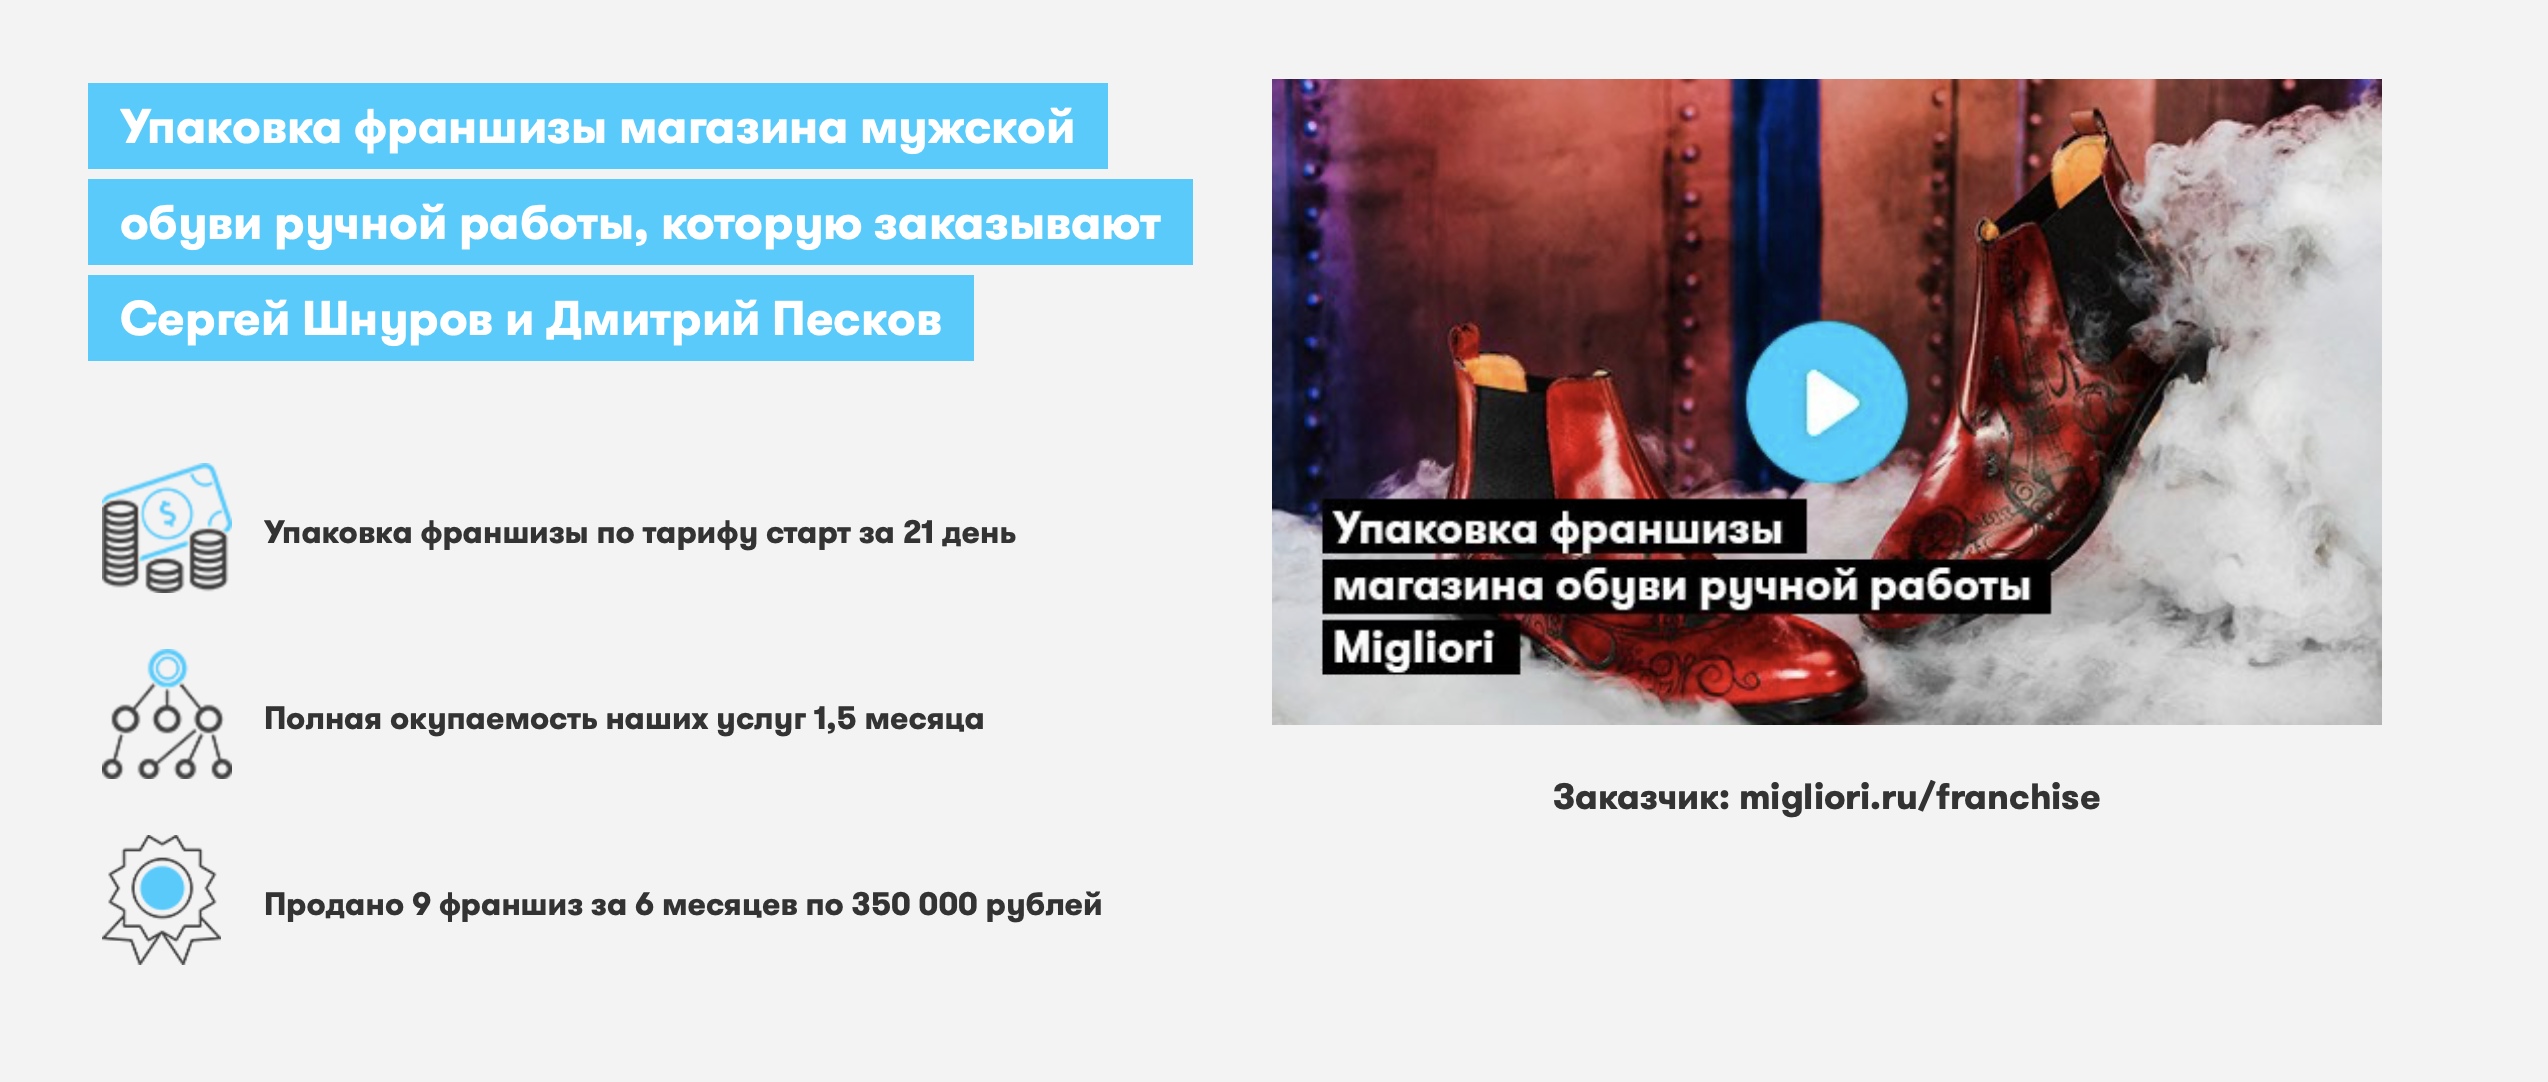 Упаковка франшизы магазина мужской
обуви ручной работы, которую заказывают
Сергей Шнуров и Дмитрий Песков
Упаковка франшизы по тарифу старт за 21 день
Полная окупаемость наших услуг 1,5 месяца
Продано 9 франшиз за 6 месяцев по 350 000 рублей
Упаковка франшизы
магазина обуви ручной работы
Migliori
Заказчик: migliori.ru/franchise